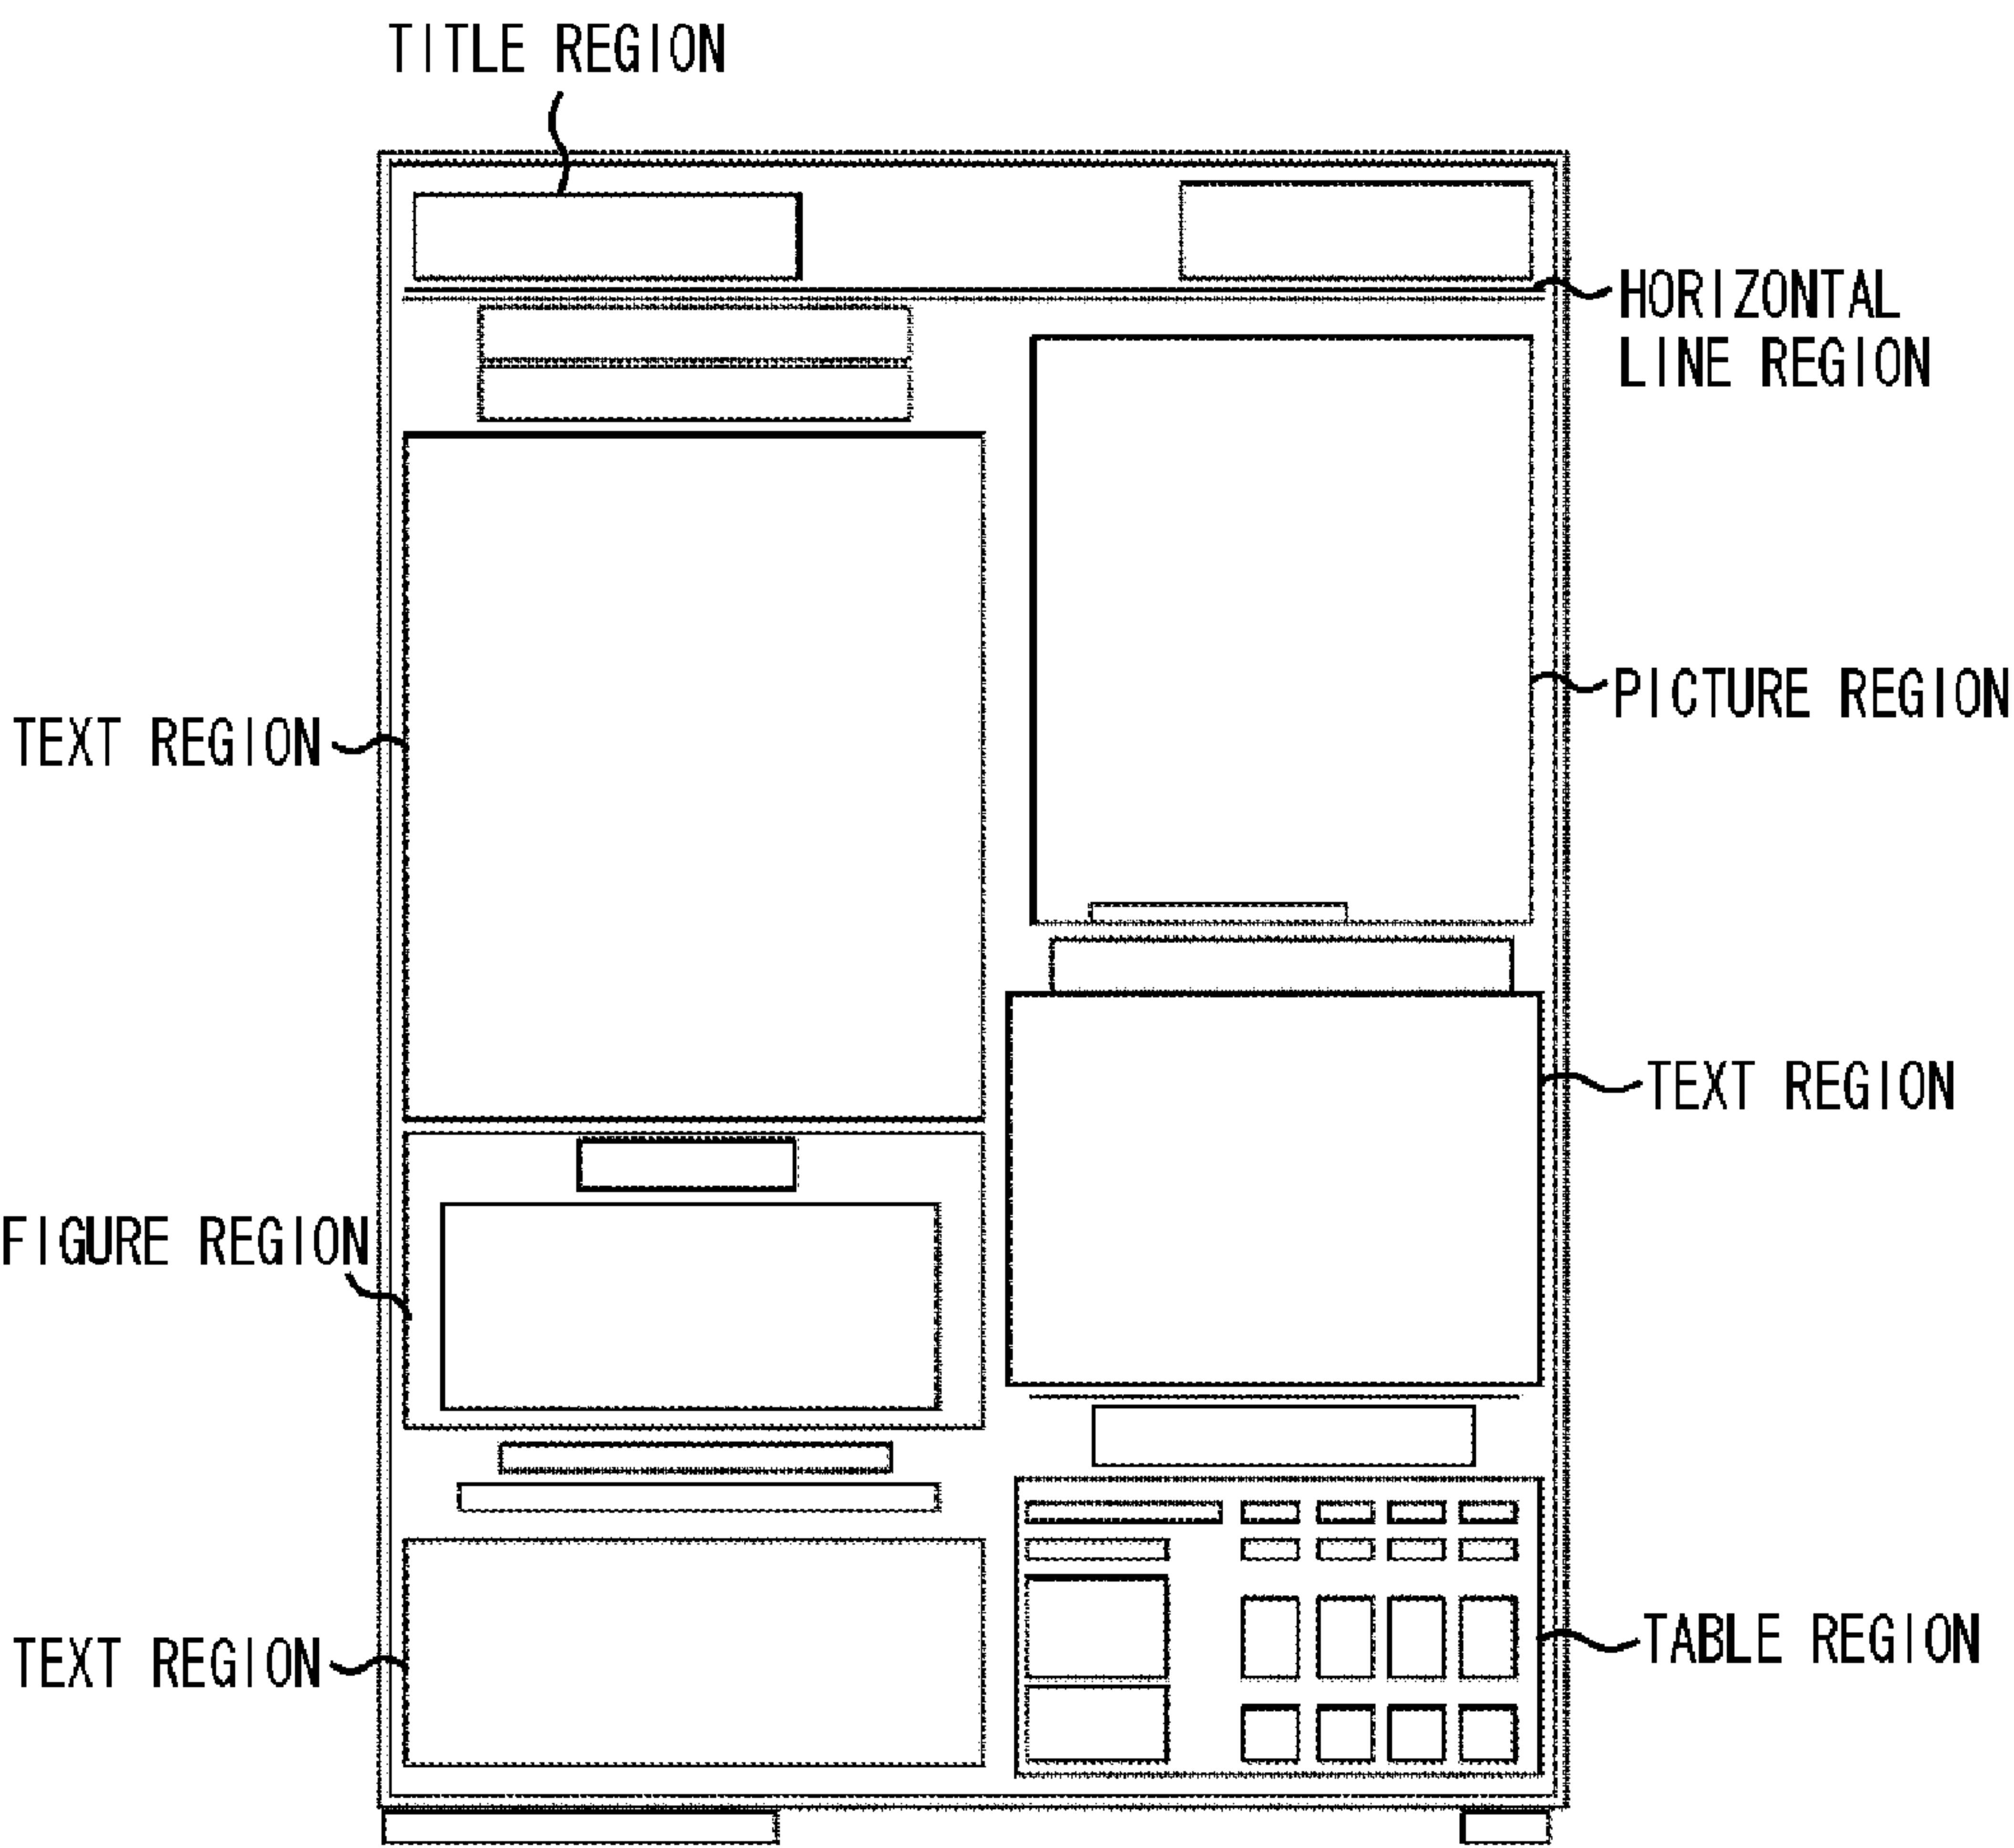 TITLE REGION
HORIZONTAL
LINE REGION
PICTURE REGION
TEXT REGION
TEXT REGION
FIGURE REGION
TEXT REGION
TABLE REGION